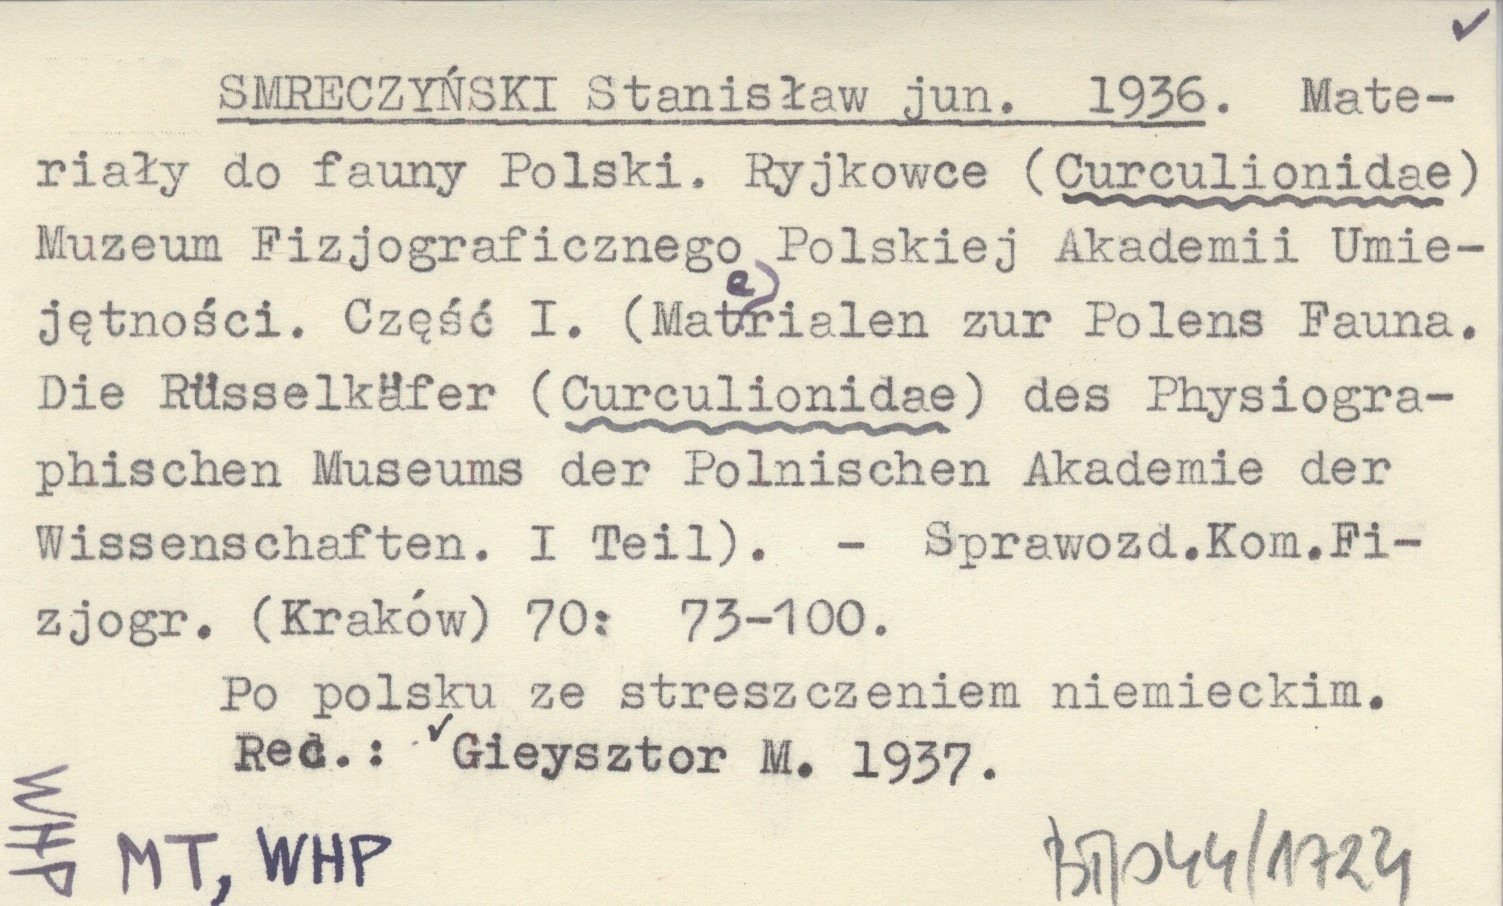 SMRECZYŃSKI Stanisław jun. 1936. Mate-
riały do fauny Polski. Ryjkowce (Curculionidae)
Muzeum Fizjograficznego Polskiej Akademii Umie-
jętności. Część I. (Materialen zur Polens Fauna.
Die Rüsselkäfer (Curculionidae) des Physiogra-
phischen Museums der Polnischen Akademie der
Wissenschaften. I Teil). - Sprawozd.Kom.Fi-
zjogr. (Kraków) 70: 73-100.
Po polsku ze streszczeniem niemieckim.
Rec.: ✓Gieysztor M. 1937.
WHP
MT, WHP